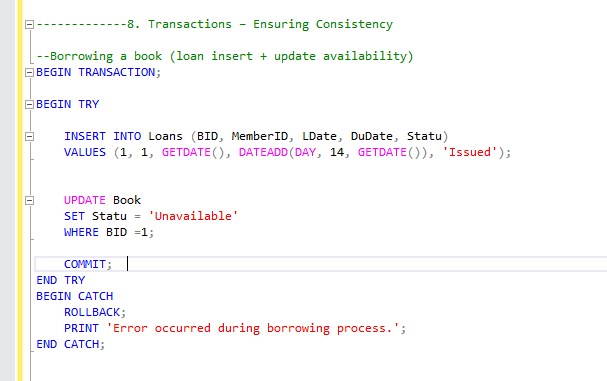 -------------8. Transactions – Ensuring Consistency
--Borrowing a book (loan insert + update availability)
BEGIN TRANSACTION;
BEGIN TRY
INSERT INTO Loans (BID, MemberID, LDate, DuDate, Statu)
VALUES (1, 1, GETDATE(), DATEADD(DAY, 14, GETDATE()), 'Issued');
UPDATE Book
SET Statu = 'Unavailable'
WHERE BID =1;
COMMIT;
END TRY
BEGIN CATCH
ROLLBACK;
PRINT 'Error occurred during borrowing process.';
END CATCH;